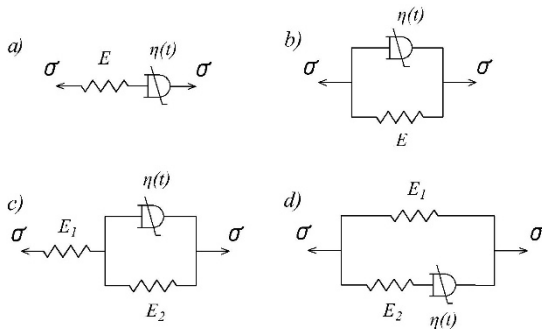 a)
σ E η(t) σ
b)
η(t)
σ σ
E
c)
η(t)
σ E₁ σ
E₂
d)
E₁
σ σ
E₂ η(t)